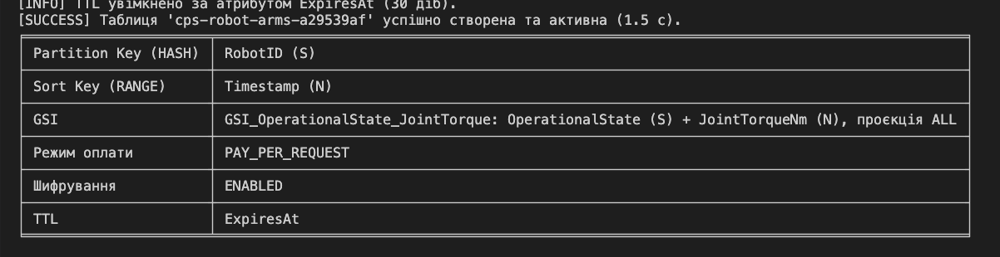 [INFO] TTL увімкнено за атрибутом ExpiresAt (30 діб).
[SUCCESS] Таблиця 'cps-robot-arms-a29539af' успішно створена та активна (1.5 с).
Partition Key (HASH) RobotID (S)
Sort Key (RANGE) Timestamp (N)
GSI GSI_OperationalState_JointTorque: OperationalState (S) + JointTorqueNm (N), проєкція ALL
Режим оплати PAY_PER_REQUEST
Шифрування ENABLED
TTL ExpiresAt